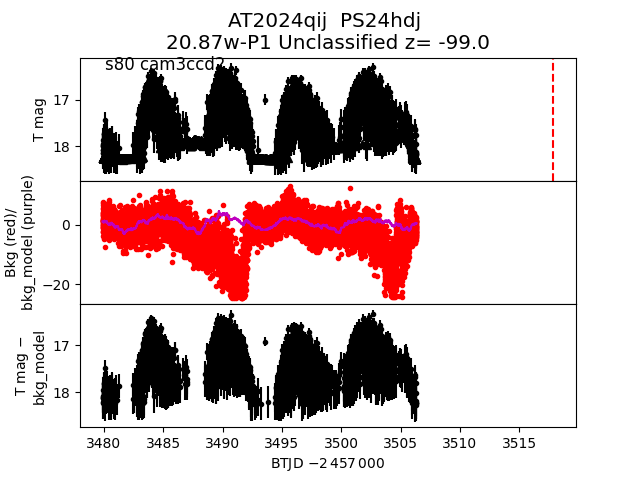 AT2024qij  PS24hdj
20.87w-P1 Unclassified z= -99.0
s80 cam3ccd2
T mag
17
18
Bkg (red)/
bkg_model (purple)
0
−20
T mag −
bkg_model
17
18
3480 3485 3490 3495 3500 3505 3510 3515
BTJD −2 457 000